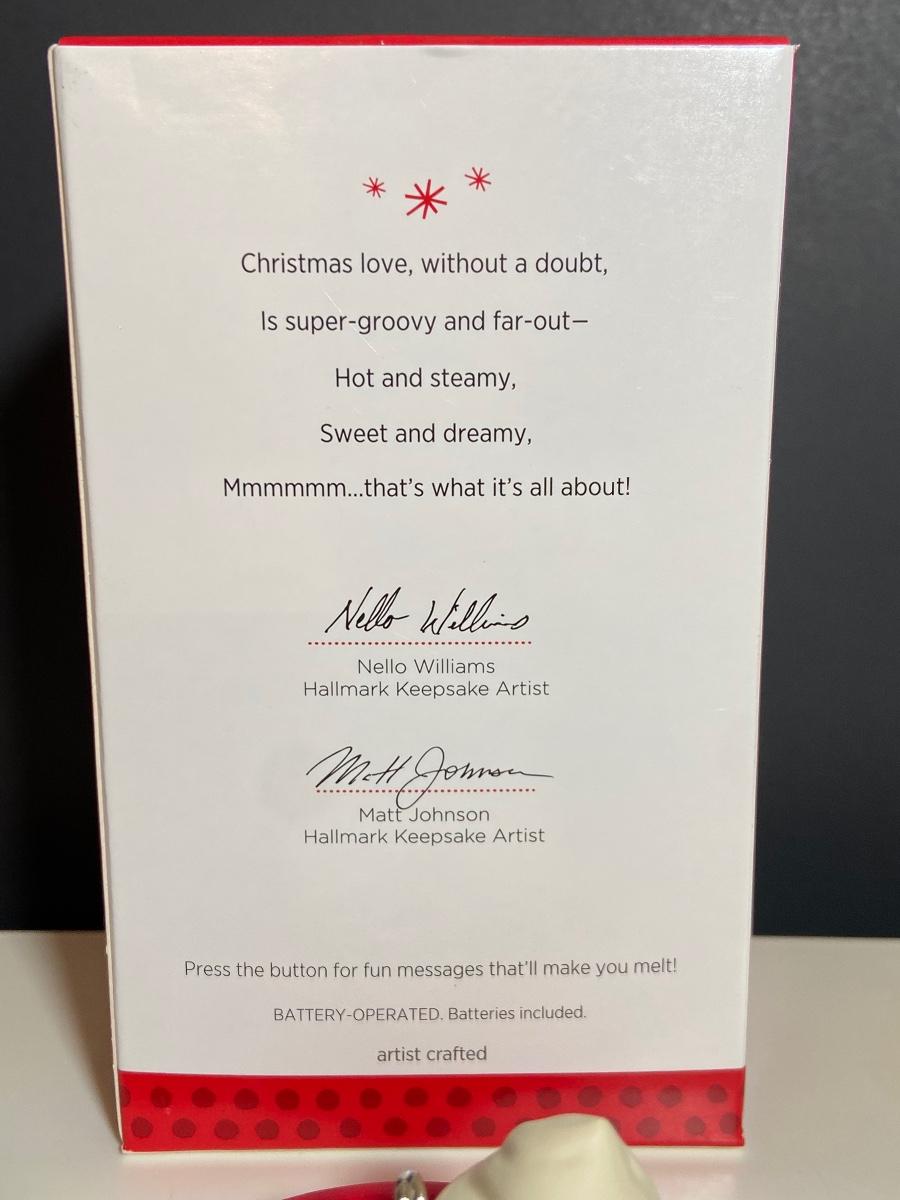 Christmas love, without a doubt,
Is super-groovy and far-out—
Hot and steamy,
Sweet and dreamy,
Mmmmmm...that's what it's all about!
Nello Williams
Nello Williams
Hallmark Keepsake Artist
Matt Johnson
Matt Johnson
Hallmark Keepsake Artist
Press the button for fun messages that'll make you melt!
BATTERY-OPERATED. Batteries included.
artist crafted